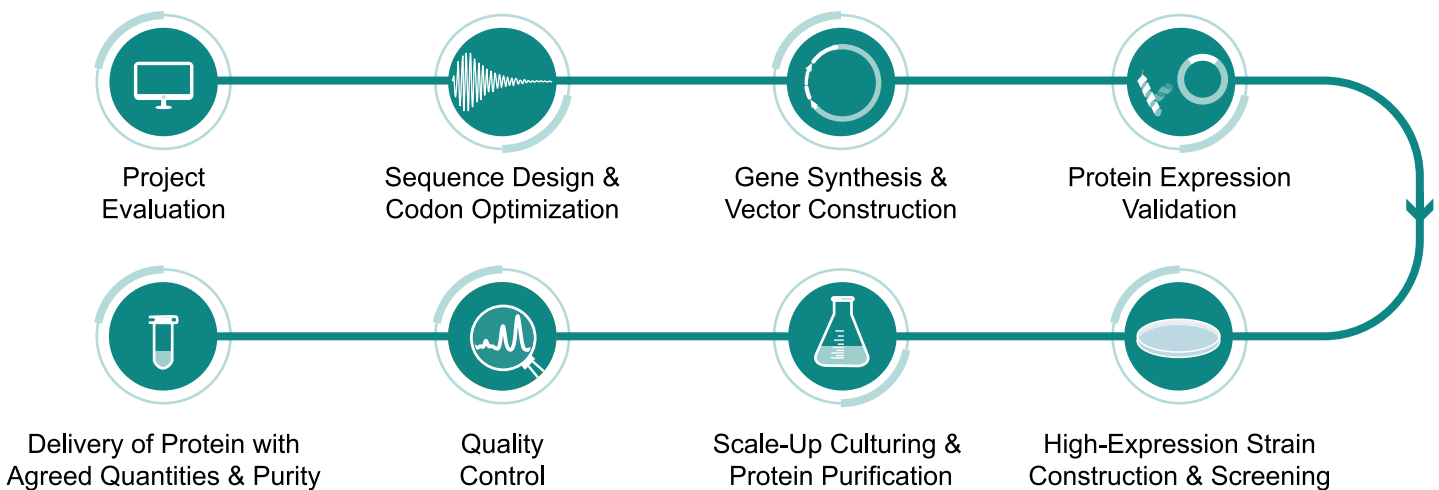 Project
Evaluation
Sequence Design &
Codon Optimization
Gene Synthesis &
Vector Construction
Protein Expression
Validation
High-Expression Strain
Construction & Screening
Scale-Up Culturing &
Protein Purification
Quality
Control
Delivery of Protein with
Agreed Quantities & Purity